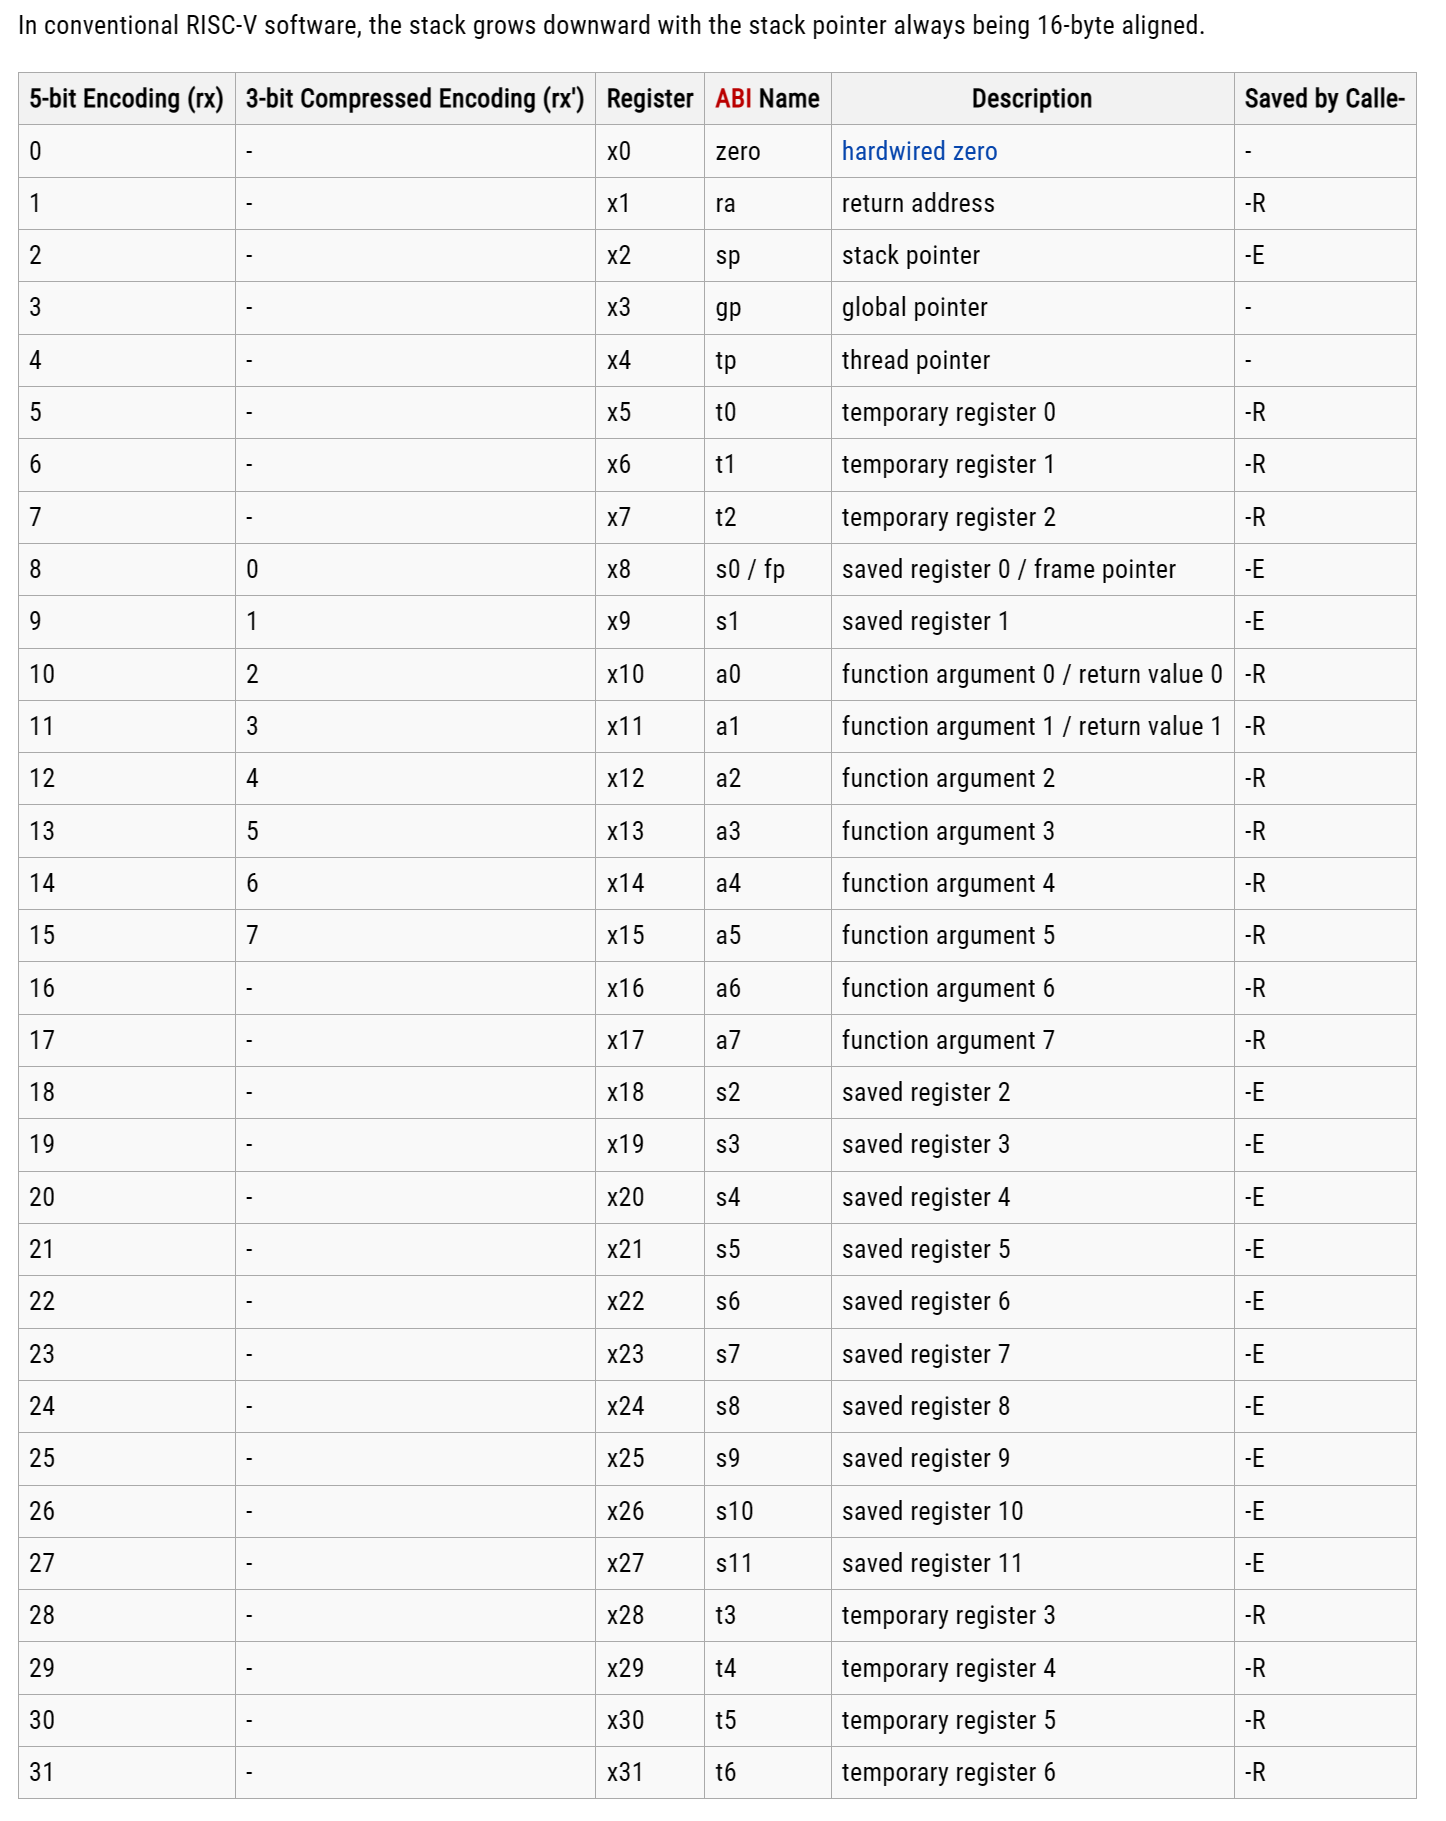 In conventional RISC-V software, the stack grows downward with the stack pointer always being 16-byte aligned.
5-bit Encoding (rx) 3-bit Compressed Encoding (rx') Register ABI Name Description Saved by Calle-
0 - x0 zero hardwired zero -
1 - x1 ra return address -R
2 - x2 sp stack pointer -E
3 - x3 gp global pointer -
4 - x4 tp thread pointer -
5 - x5 t0 temporary register 0 -R
6 - x6 t1 temporary register 1 -R
7 - x7 t2 temporary register 2 -R
8 0 x8 s0 / fp saved register 0 / frame pointer -E
9 1 x9 s1 saved register 1 -E
10 2 x10 a0 function argument 0 / return value 0 -R
11 3 x11 a1 function argument 1 / return value 1 -R
12 4 x12 a2 function argument 2 -R
13 5 x13 a3 function argument 3 -R
14 6 x14 a4 function argument 4 -R
15 7 x15 a5 function argument 5 -R
16 - x16 a6 function argument 6 -R
17 - x17 a7 function argument 7 -R
18 - x18 s2 saved register 2 -E
19 - x19 s3 saved register 3 -E
20 - x20 s4 saved register 4 -E
21 - x21 s5 saved register 5 -E
22 - x22 s6 saved register 6 -E
23 - x23 s7 saved register 7 -E
24 - x24 s8 saved register 8 -E
25 - x25 s9 saved register 9 -E
26 - x26 s10 saved register 10 -E
27 - x27 s11 saved register 11 -E
28 - x28 t3 temporary register 3 -R
29 - x29 t4 temporary register 4 -R
30 - x30 t5 temporary register 5 -R
31 - x31 t6 temporary register 6 -R